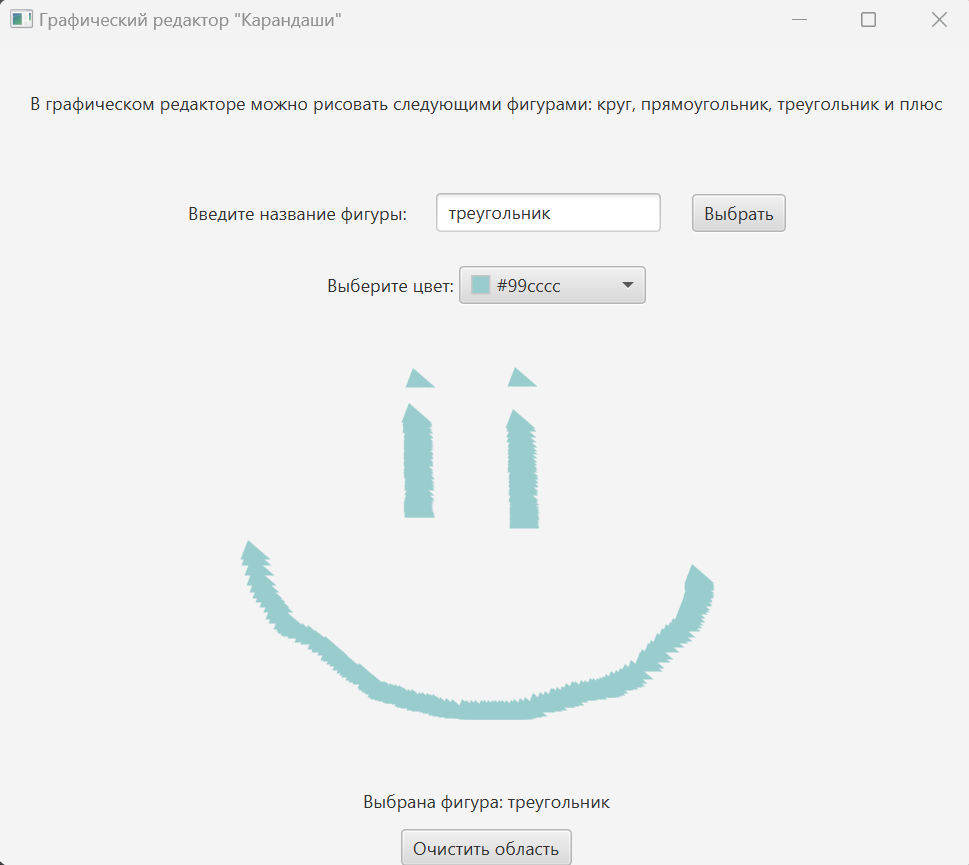 Графический редактор "Карандаши"
В графическом редакторе можно рисовать следующими фигурами: круг, прямоугольник, треугольник и плюс
Введите название фигуры: треугольник Выбрать
Выберите цвет: #99cccc
Выбрана фигура: треугольник
Очистить область